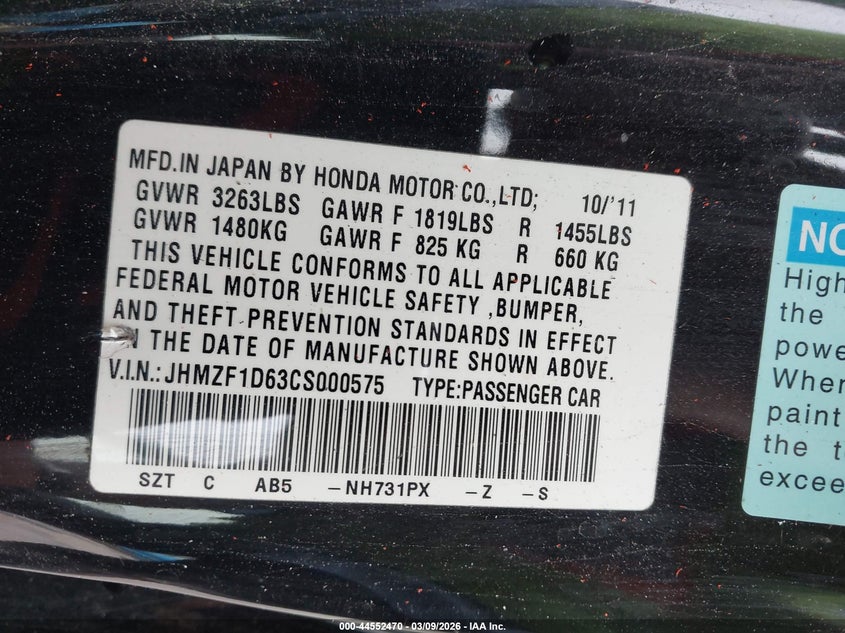 MFD.IN JAPAN BY HONDA MOTOR CO.,LTD; 10/'11
GVWR 3263LBS GAWR F 1819LBS R 1455LBS
GVWR 1480KG GAWR F 825 KG R 660 KG
THIS VEHICLE CONFORMS TO ALL APPLICABLE
FEDERAL MOTOR VEHICLE SAFETY ,BUMPER,
AND THEFT PREVENTION STANDARDS IN EFFECT
THE DATE OF MANUFACTURE SHOWN ABOVE.
V.I.N.: JHMZF1D63CS000575 TYPE:PASSENGER CAR
SZT C AB5 -NH731PX -Z -S
High
the
powe
When
paint
the t
excee
000-44552470 - 03/09/2026 - IAA Inc.